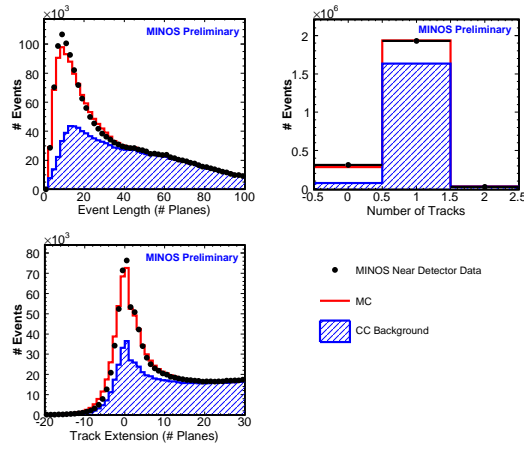 ×10³
MINOS Preliminary
# Events
100
80
60
40
20
0
0 20 40 60 80 100
Event Length (# Planes)
×10⁶
MINOS Preliminary
# Events
2
1.5
1
0.5
0
-0.5 0 0.5 1 1.5 2 2.5
Number of Tracks
×10³
MINOS Preliminary
# Events
80
70
60
50
40
30
20
10
0
-20 -10 0 10 20 30
Track Extension (# Planes)
MINOS Near Detector Data
MC
CC Background